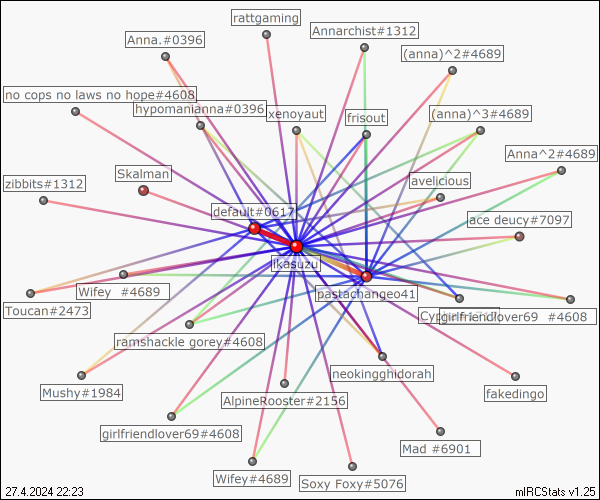 rattgaming
Annarchist#1312
Anna.#0396
(anna)^2#4689
no cops no laws no hope#4608
hypomanianna#0396
xenoyaut
frisout
(anna)^3#4689
Anna^2#4689
Skalman
zibbits#1312
avelicious
default#0617
ace deucy#7097
ikasuzu
pastachangeo41
Wifey  #4689
girlfriendlover69  #4608
Toucan#2473
ramshackle gorey#4608
neokingghidorah
Mushy#1984
AlpineRooster#2156
fakedingo
girlfriendlover69#4608
Mad #6901
Wifey#4689
Soxy Foxy#5076
27.4.2024 22:23
mIRCStats v1.25